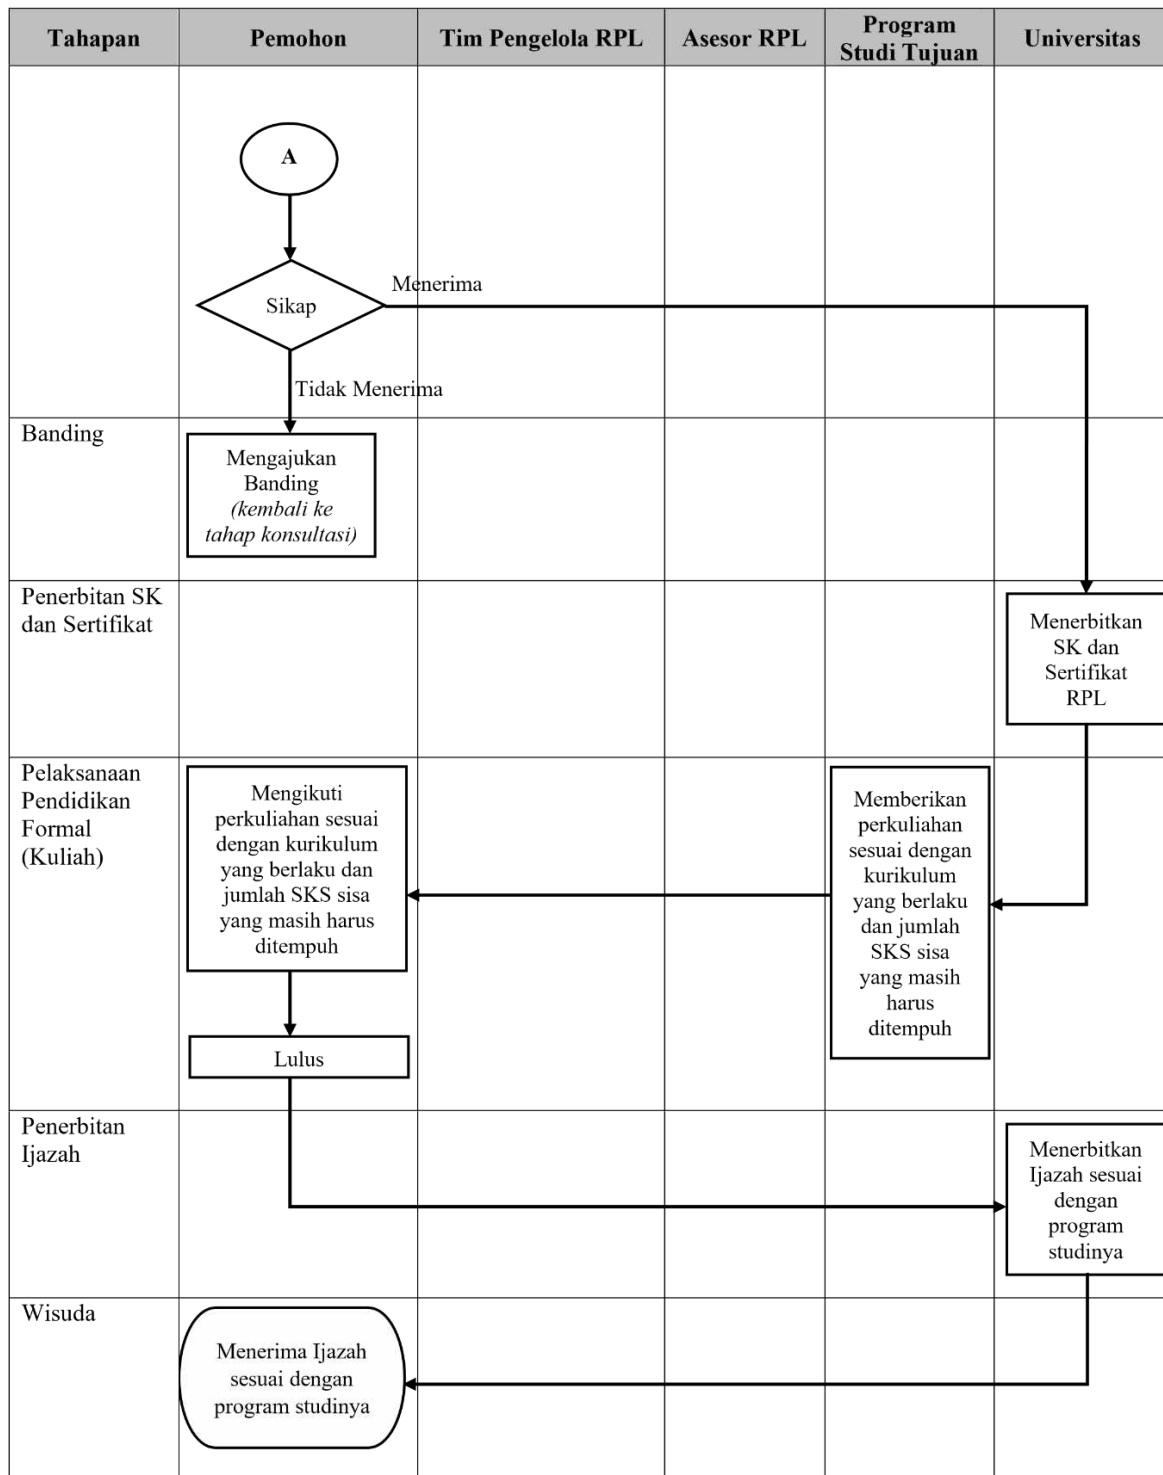 Tahapan
Pemohon
Tim Pengelola RPL
Asesor RPL
Program
Studi Tujuan
Universitas
A
Sikap
Menerima
Tidak Menerima
Banding
Mengajukan
Banding
(kembali ke
tahap konsultasi)
Penerbitan SK
dan Sertifikat
Menerbitkan
SK dan
Sertifikat
RPL
Pelaksanaan
Pendidikan
Formal
(Kuliah)
Mengikuti
perkuliahan sesuai
dengan kurikulum
yang berlaku dan
jumlah SKS sisa
yang masih harus
ditempuh
Memberikan
perkuliahan
sesuai dengan
kurikulum
yang berlaku
dan jumlah
SKS sisa
yang masih
harus
ditempuh
Lulus
Penerbitan
Ijazah
Menerbitkan
Ijazah sesuai
dengan
program
studinya
Wisuda
Menerima Ijazah
sesuai dengan
program studinya